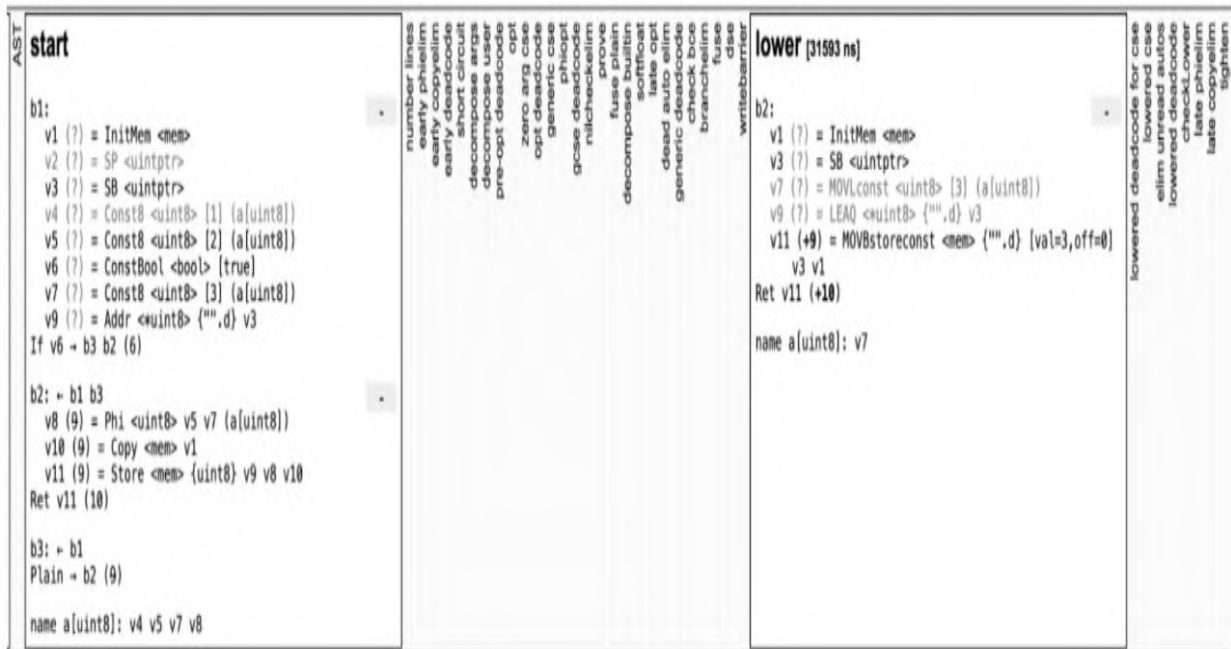 AST
start
b1:
v1 (?) = InitMem <mem>
v2 (?) = SP <uintptr>
v3 (?) = SB <uintptr>
v4 (?) = Const8 <uint8> [1] (a[uint8])
v5 (?) = Const8 <uint8> [2] (a[uint8])
v6 (?) = ConstBool <bool> [true]
v7 (?) = Const8 <uint8> [3] (a[uint8])
v9 (?) = Addr <*uint8> {"".d} v3
If v6 → b3 b2 (6)
b2: ← b1 b3
v8 (9) = Phi <uint8> v5 v7 (a[uint8])
v10 (9) = Copy <mem> v1
v11 (9) = Store <mem> {uint8} v9 v8 v10
Ret v11 (10)
b3: ← b1
Plain → b2 (9)
name a[uint8]: v4 v5 v7 v8
number lines
early phielim
early copyelim
early deadcode
short circuit
decompose args
decompose user
pre-opt deadcode
opt
zero arg cse
opt deadcode
generic cse
phiopt
gcse deadcode
nilcheckelim
prove
fuse plain
decompose builtin
softfloat
late opt
dead auto elim
generic deadcode
check bce
branchelim
fuse
dse
writebarrier
lower [31593 ns]
b2:
v1 (?) = InitMem <mem>
v3 (?) = SB <uintptr>
v7 (?) = MOVLconst <uint8> [3] (a[uint8])
v9 (?) = LEAQ <*uint8> {"".d} v3
v11 (+9) = MOVBstoreconst <mem> {"".d} [val=3,off=0]
v3 v1
Ret v11 (+10)
name a[uint8]: v7
lowered deadcode for cse
lowered cse
elim unread autos
lowered deadcode
checkLower
late phielim
late copyelim
tighten